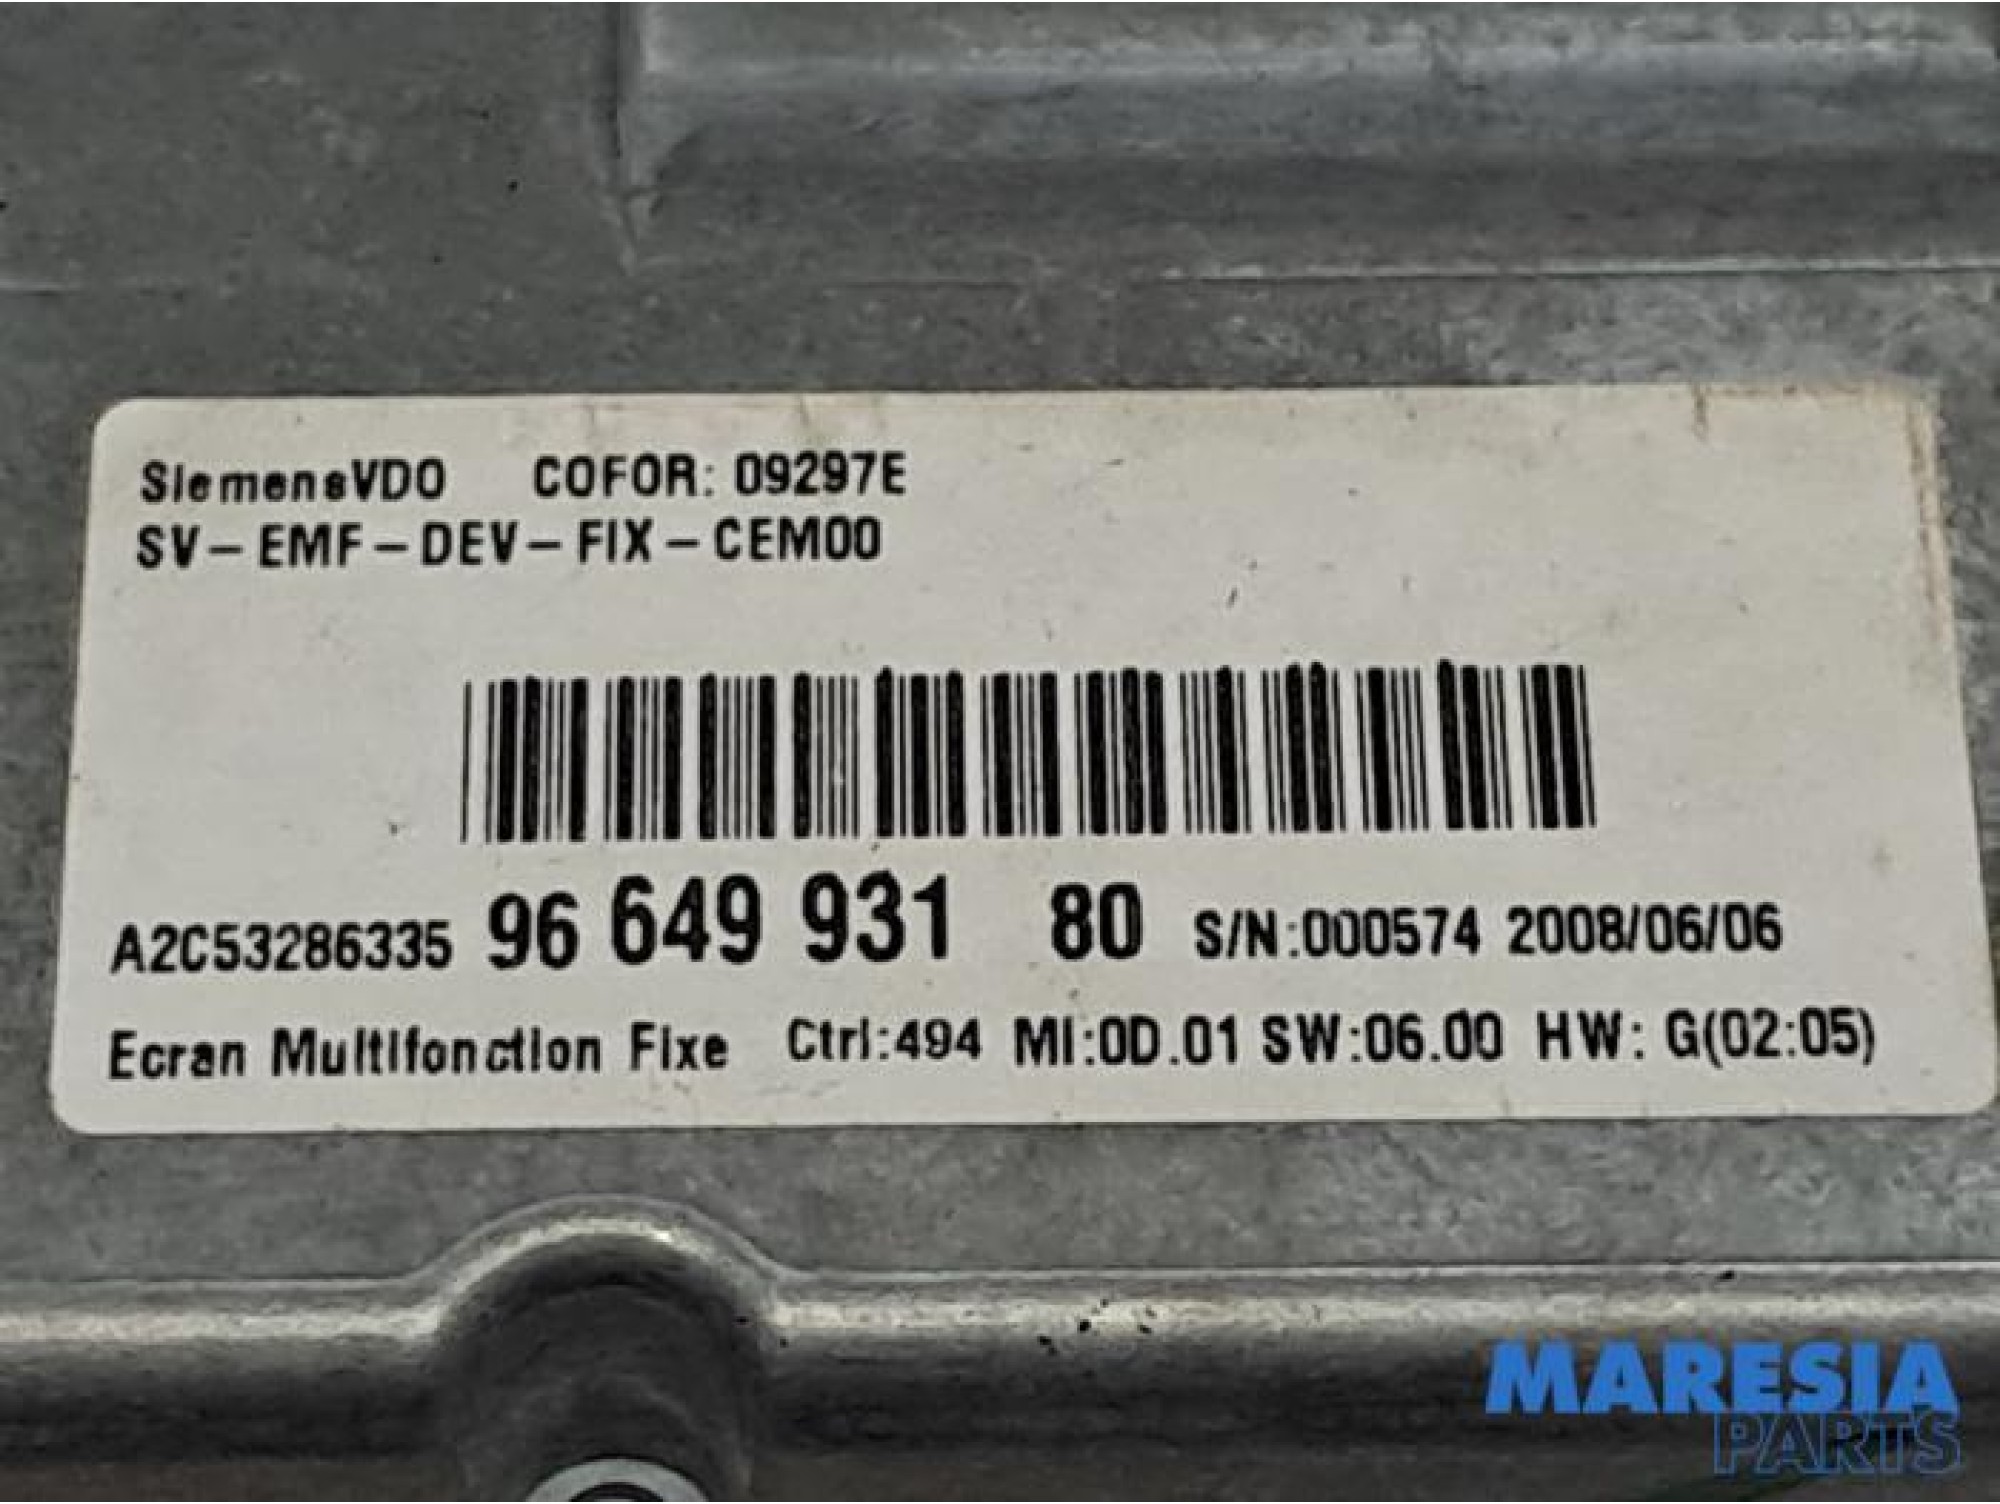 SiemensVDO COFOR: 09297E
SV-EMF-DEV-FIX-CEM00
A2C53286335 96 649 931 80 S/N:000574 2008/06/06
Ecran Multifonction Fixe Ctrl:494 MI:0D.01 SW:06.00 HW: G(02:05)
MARESIA
PARTS